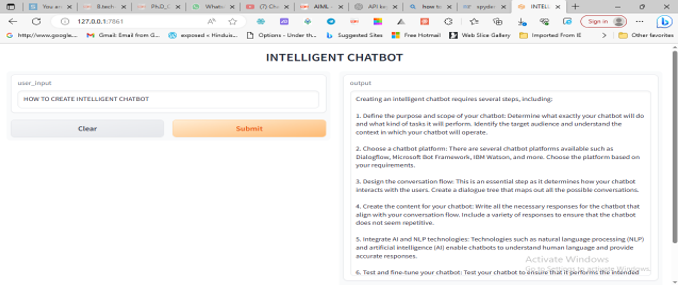 You an
B.tech
Ph.D_(
Whats
(7) Ch
AIML -
API ke
how to
spyde
INTELL
127.0.0.1:7861
Sign in
http://www.google...
Gmail: Email from G...
exposed « Hinduis...
Options - Under th...
Suggested Sites
Free Hotmail
Web Slice Gallery
Imported From IE
Other favorites
INTELLIGENT CHATBOT
user_input
HOW TO CREATE INTELLIGENT CHATBOT
Clear
Submit
output
Creating an intelligent chatbot requires several steps, including:
1. Define the purpose and scope of your chatbot: Determine what exactly your chatbot will do
and what kind of tasks it will perform. Identify the target audience and understand the
context in which your chatbot will operate.
2. Choose a chatbot platform: There are several chatbot platforms available such as
Dialogflow, Microsoft Bot Framework, IBM Watson, and more. Choose the platform based on
your requirements.
3. Design the conversation flow: This is an essential step as it determines how your chatbot
interacts with the users. Create a dialogue tree that maps out all the possible conversations.
4. Create the content for your chatbot: Write all the necessary responses for the chatbot that
align with your conversation flow. Include a variety of responses to ensure that the chatbot
does not seem repetitive.
5. Integrate AI and NLP technologies: Technologies such as natural language processing (NLP)
and artificial intelligence (AI) enable chatbots to understand human language and provide
accurate responses.
Activate Windows
Go to Settings to activate Windows.
6. Test and fine-tune your chatbot: Test your chatbot to ensure that it performs the intended